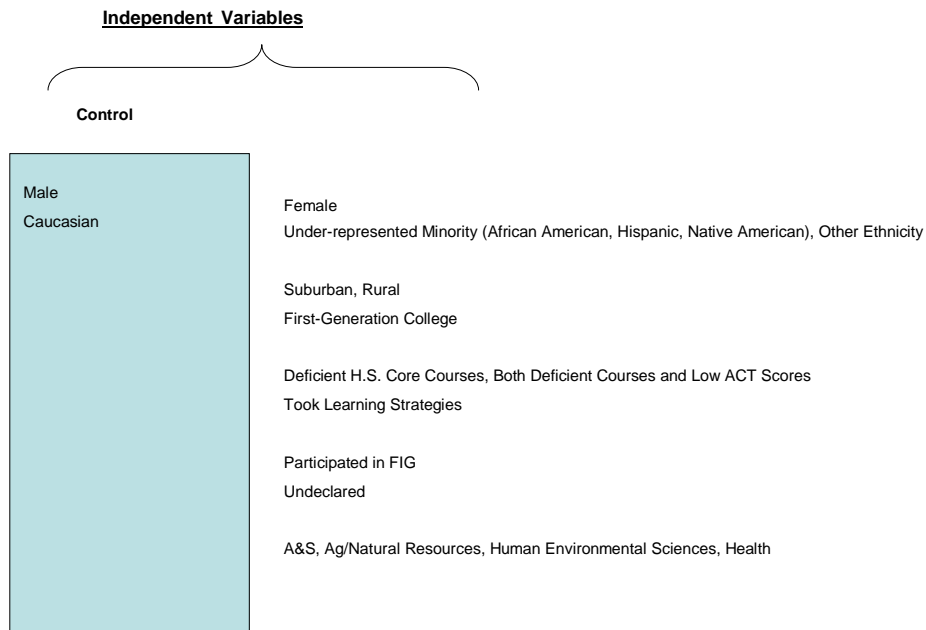 Independent Variables
Control
Male
Caucasian
Female
Under-represented Minority (African American, Hispanic, Native American), Other Ethnicity
Suburban, Rural
First-Generation College
Deficient H.S. Core Courses, Both Deficient Courses and Low ACT Scores
Took Learning Strategies
Participated in FIG
Undeclared
A&S, Ag/Natural Resources, Human Environmental Sciences, Health